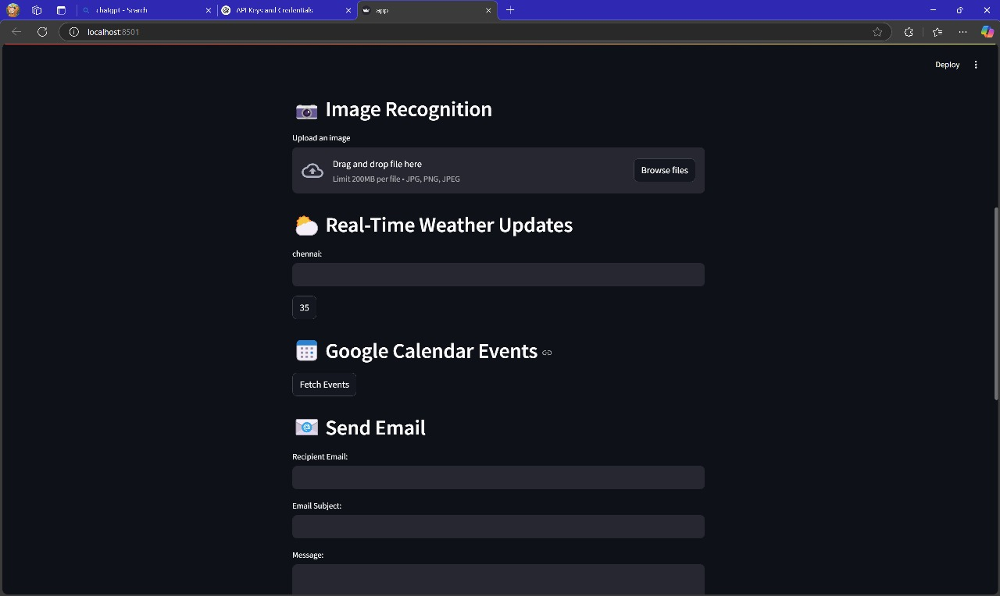 chatgpt - Search
API Keys and Credentials
app
localhost:8501
Deploy
Image Recognition
Upload an image
Drag and drop file here
Limit 200MB per file • JPG, PNG, JPEG
Browse files
Real-Time Weather Updates
chennai:
35
Google Calendar Events
Fetch Events
Send Email
Recipient Email:
Email Subject:
Message: